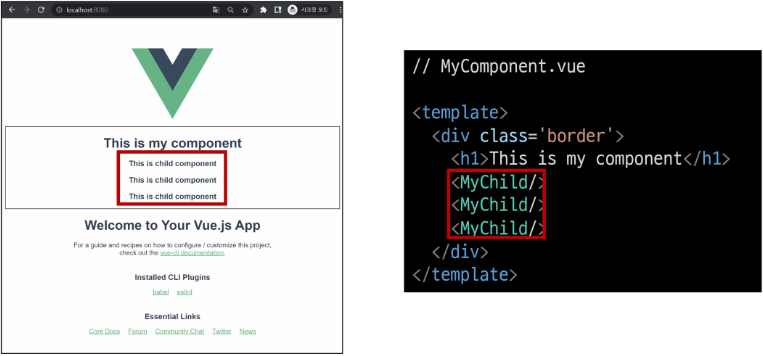 localhost:8080
시크릿 모드
This is my component
This is child component
This is child component
This is child component
Welcome to Your Vue.js App
For a guide and recipes on how to configure / customize this project,
check out the vue-cli documentation.
Installed CLI Plugins
babel eslint
Essential Links
Core Docs Forum Community Chat Twitter News
// MyComponent.vue
<template>
<div class='border'>
<h1>This is my component</h1>
<MyChild/>
<MyChild/>
<MyChild/>
</div>
</template>